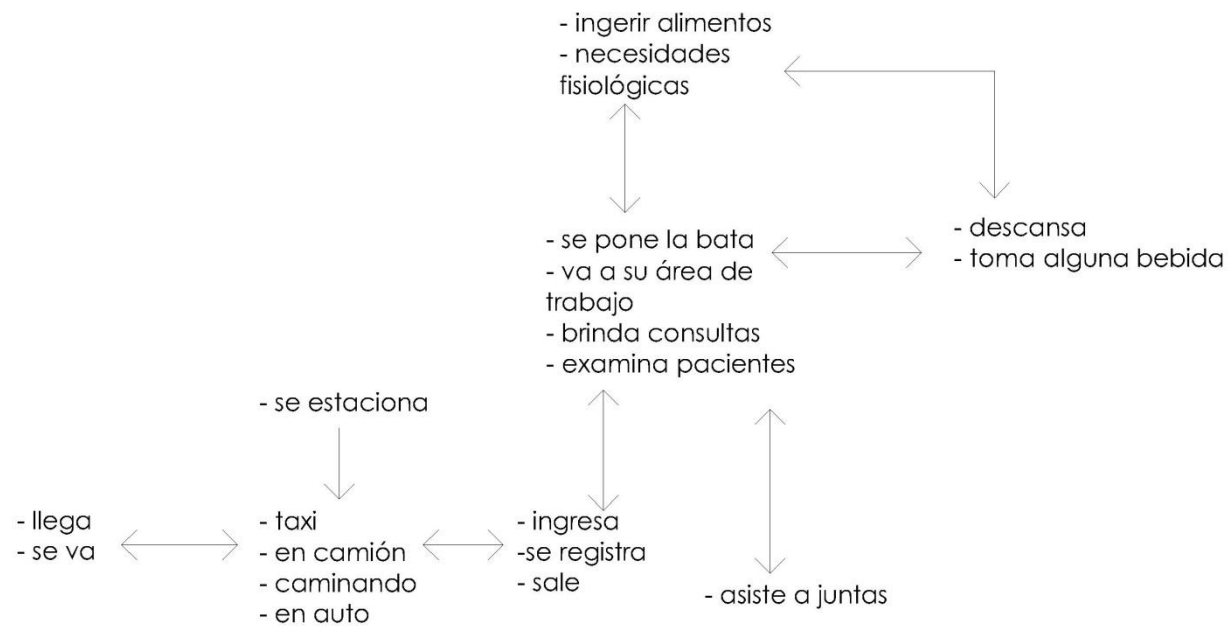 - ingerir alimentos
- necesidades
fisiológicas
- se pone la bata
- va a su área de
trabajo
- brinda consultas
- examina pacientes
- descansa
- toma alguna bebida
- se estaciona
- llega
- se va
- taxi
- en camión
- caminando
- en auto
- ingresa
-se registra
- sale
- asiste a juntas